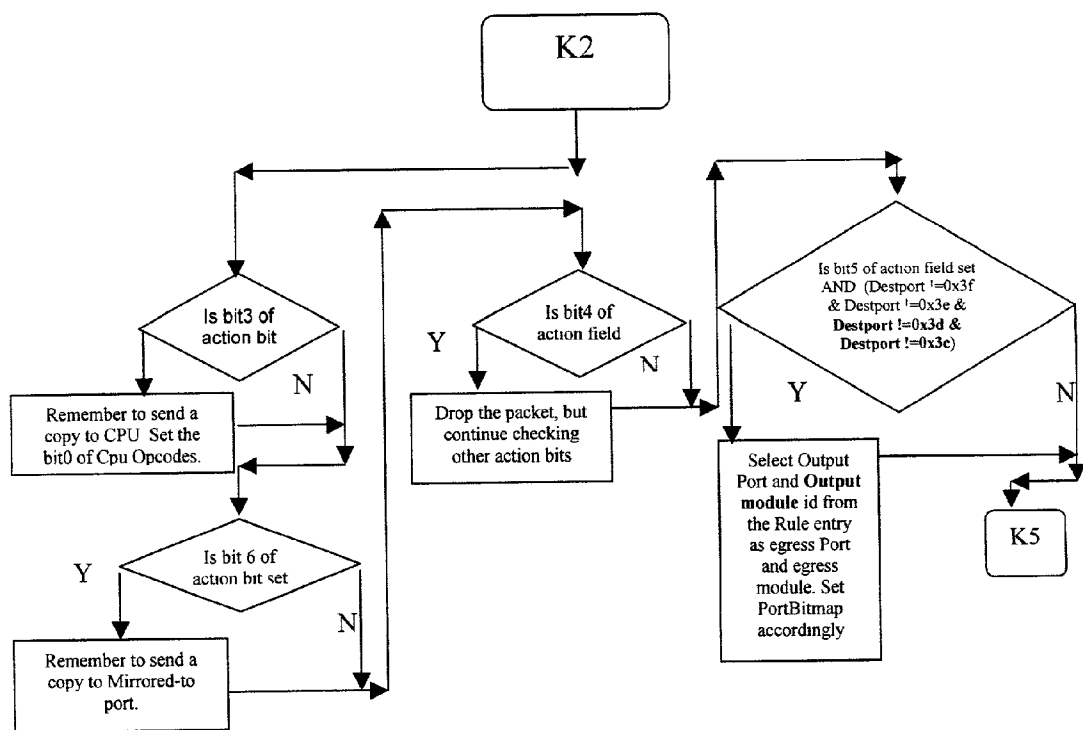 K2
Is bit3 of
action bit
N
Remember to send a
copy to CPU Set the
bit0 of Cpu Opcodes.
Is bit 6 of
action bit set
Y
N
Remember to send a
copy to Mirrored-to
port.
Is bit4 of
action field
Y
N
Drop the packet, but
continue checking
other action bits
Is bit5 of action field set
AND (Destport !=0x3f
& Destport !=0x3e &
Destport !=0x3d &
Destport !=0x3c)
Y
N
Select Output
Port and Output
module id from
the Rule entry
as egress Port
and egress
module. Set
PortBitmap
accordingly
K5